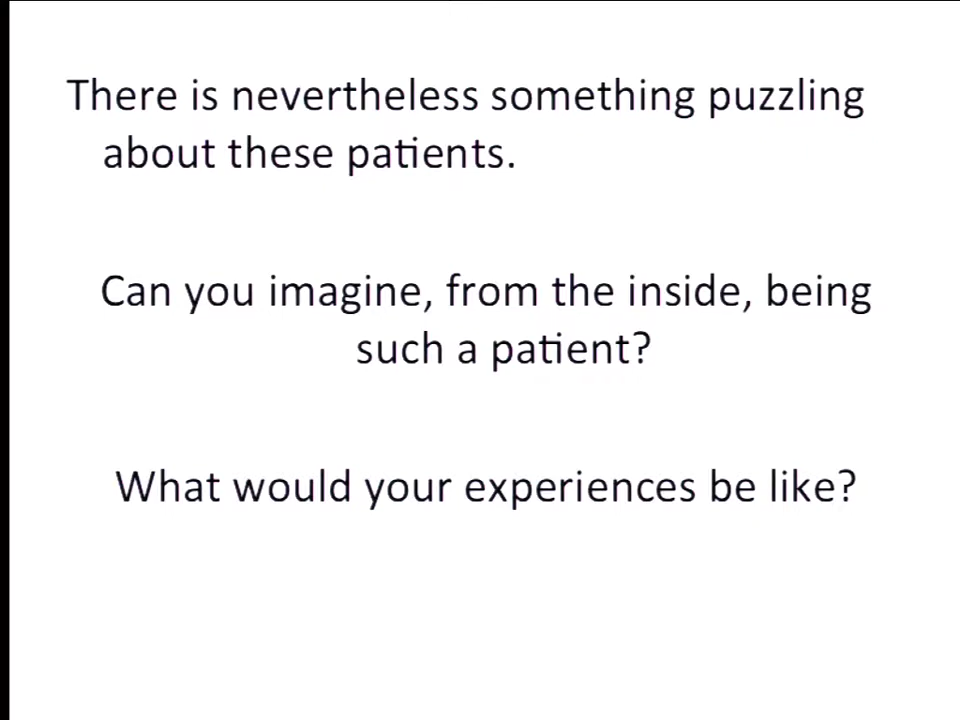 There is nevertheless something puzzling
about these patients.
Can you imagine, from the inside, being
such a patient?
What would your experiences be like?